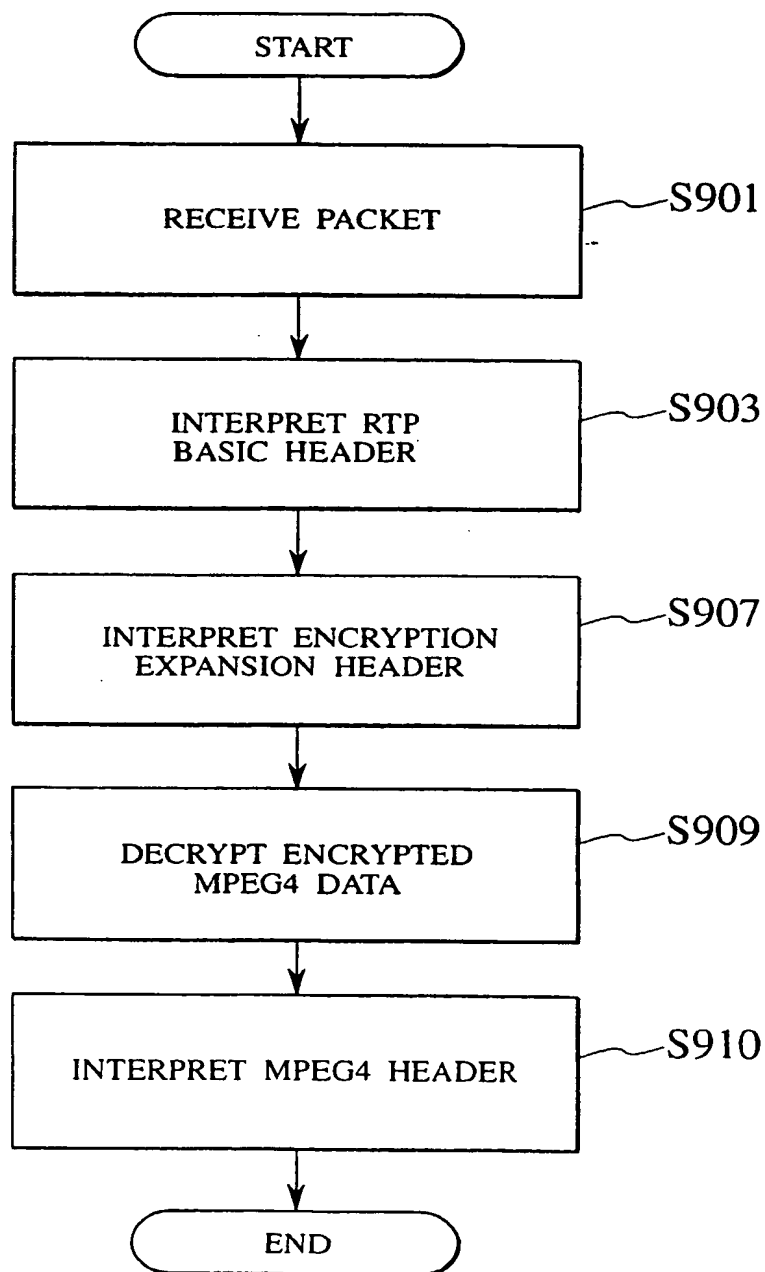 START
RECEIVE PACKET
S901
INTERPRET RTP
BASIC HEADER
S903
INTERPRET ENCRYPTION
EXPANSION HEADER
S907
DECRYPT ENCRYPTED
MPEG4 DATA
S909
INTERPRET MPEG4 HEADER
S910
END